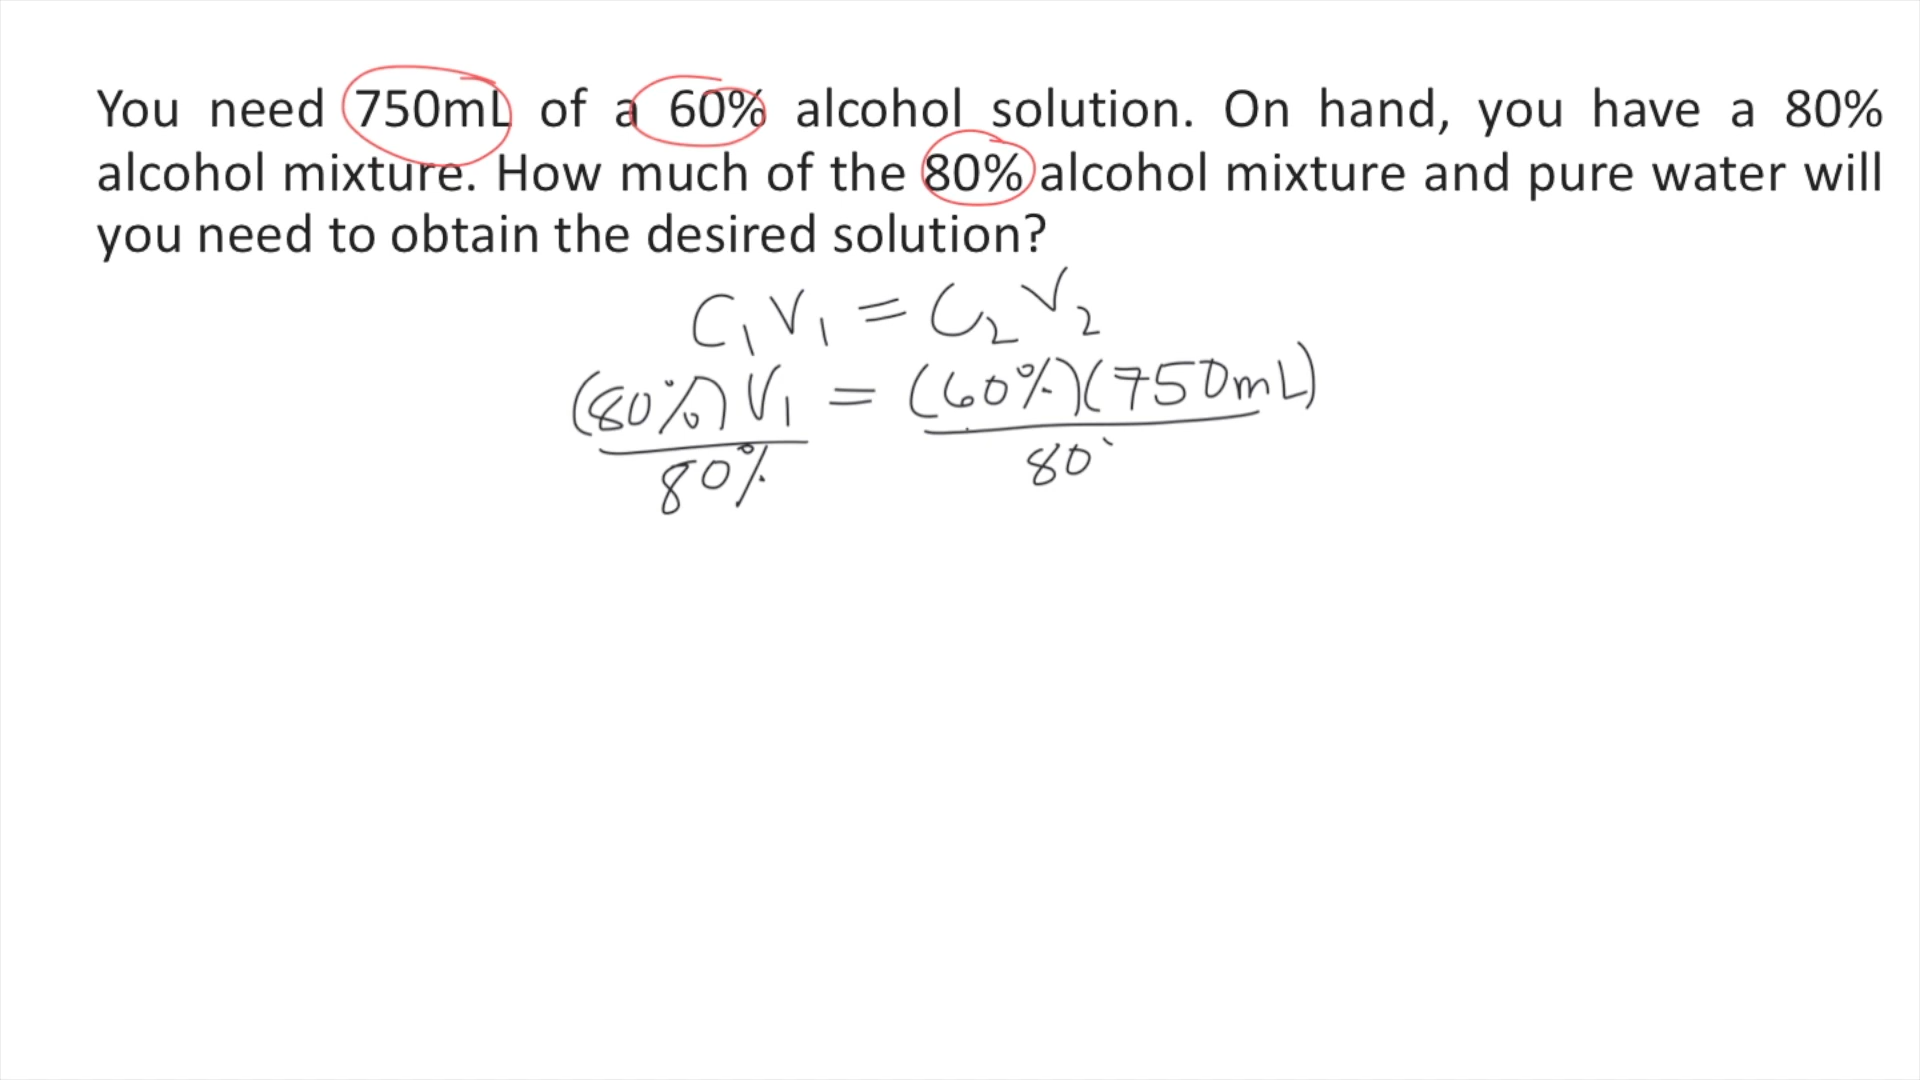 You need 750mL of a 60% alcohol solution. On hand, you have a 80%
alcohol mixture. How much of the 80% alcohol mixture and pure water will
you need to obtain the desired solution?
C₁V₁ = C₂V₂
(80%)V₁ = (60%)(750mL)
80% 80